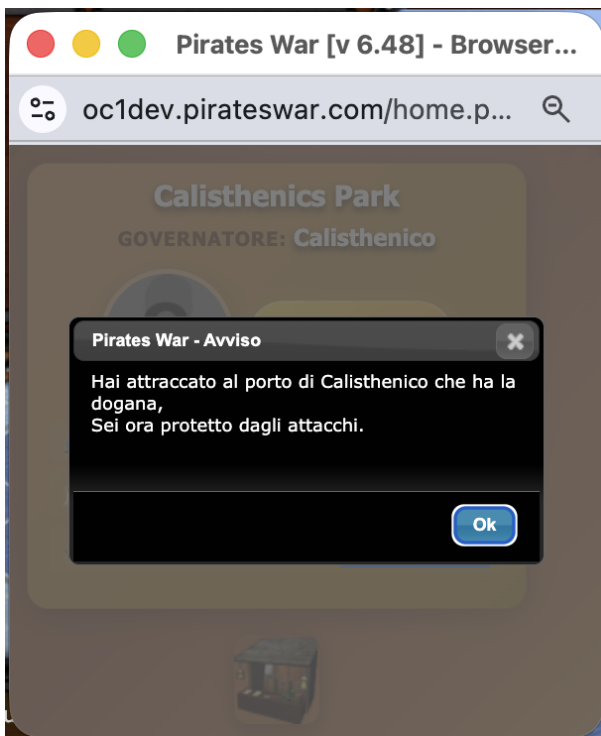 Pirates War [v 6.48] - Browser...
oc1dev.pirateswar.com/home.p...
Calisthenics Park
GOVERNATORE: Calisthenico
Pirates War - Avviso
Hai attraccato al porto di Calisthenico che ha la
dogana,
Sei ora protetto dagli attacchi.
Ok